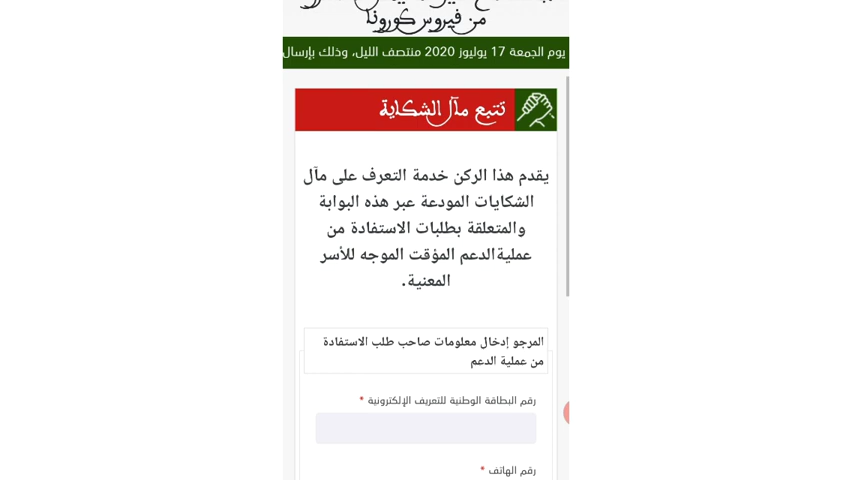 من فيروس كورونا
يوم الجمعة 17 يوليوز 2020 منتصف الليل، وذلك بإرسال
تتبع مآل الشكاية
يقدم هذا الركن خدمة التعرف على مآل
الشكايات المودعة عبر هذه البوابة
والمتعلقة بطلبات الاستفادة من
عمليةالدعم المؤقت الموجه للأسر
المعنية.
المرجو إدخال معلومات صاحب طلب الاستفادة
من عملية الدعم
رقم البطاقة الوطنية للتعريف الإلكترونية *
رقم الهاتف *